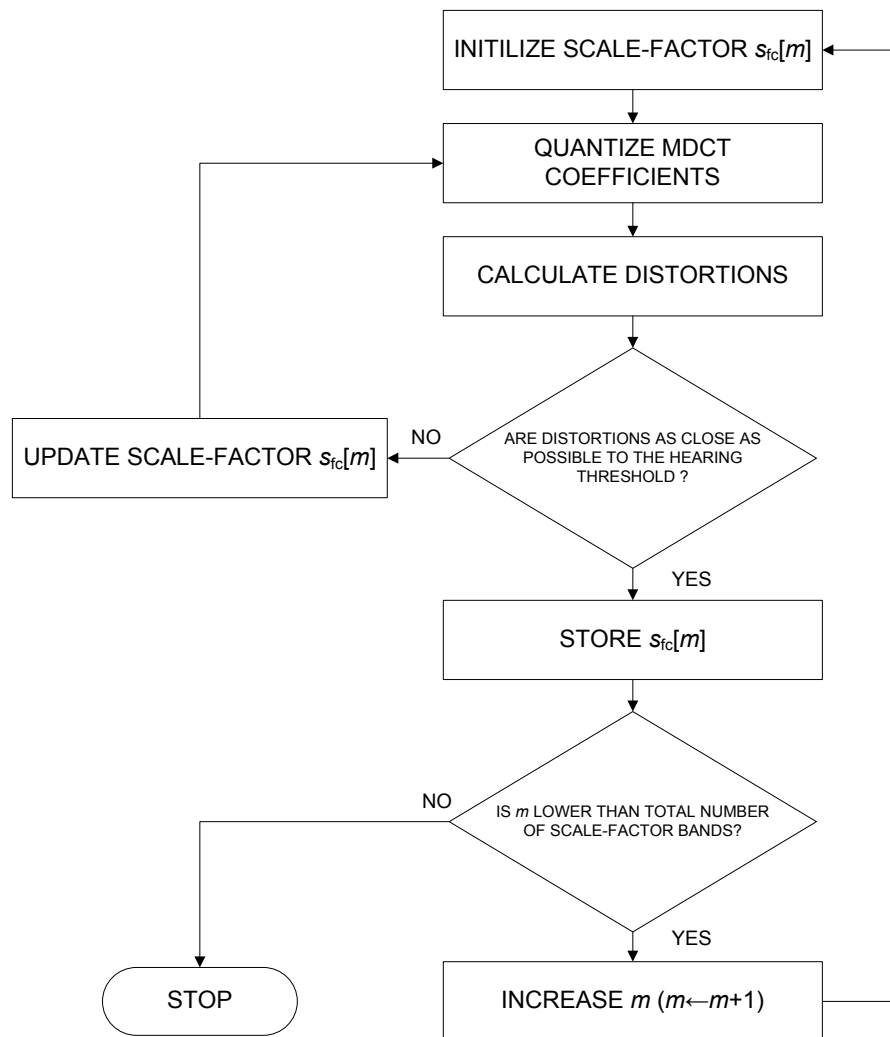 INITILIZE SCALE-FACTOR sfc[m]
QUANTIZE MDCT
COEFFICIENTS
CALCULATE DISTORTIONS
ARE DISTORTIONS AS CLOSE AS
POSSIBLE TO THE HEARING
THRESHOLD ?
NO
UPDATE SCALE-FACTOR sfc[m]
YES
STORE sfc[m]
IS m LOWER THAN TOTAL NUMBER
OF SCALE-FACTOR BANDS?
NO
YES
STOP
INCREASE m (m←m+1)